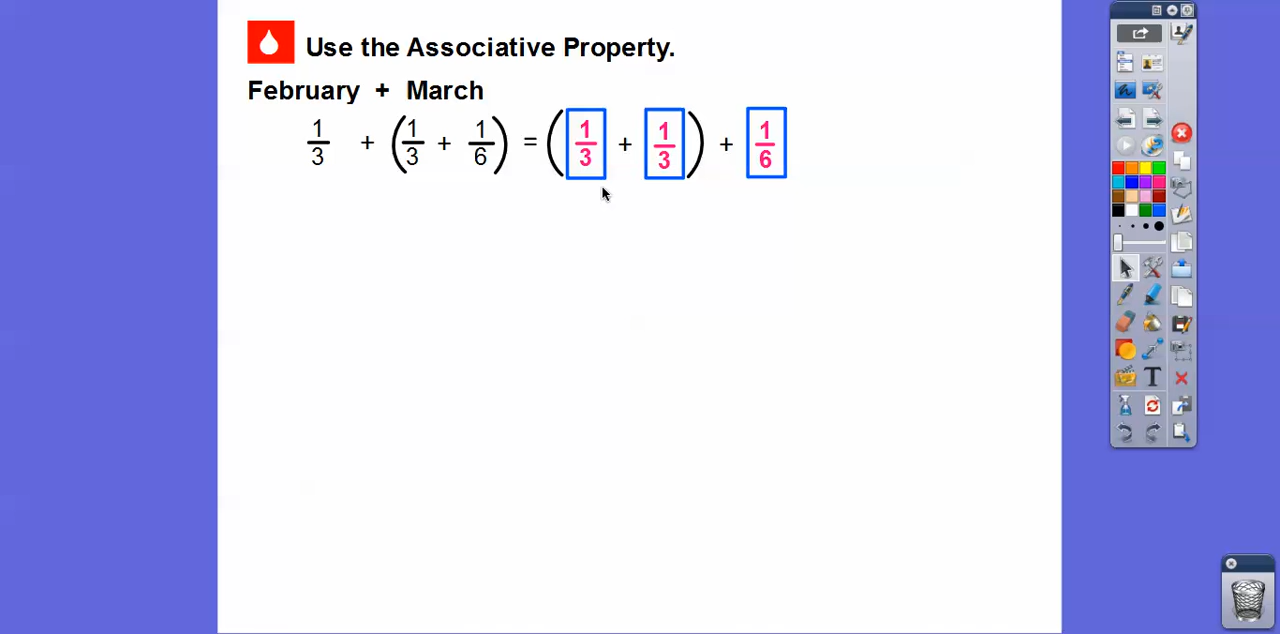 Use the Associative Property.
February + March
1/3 + (1/3 + 1/6) = (1/3 + 1/3) + 1/6